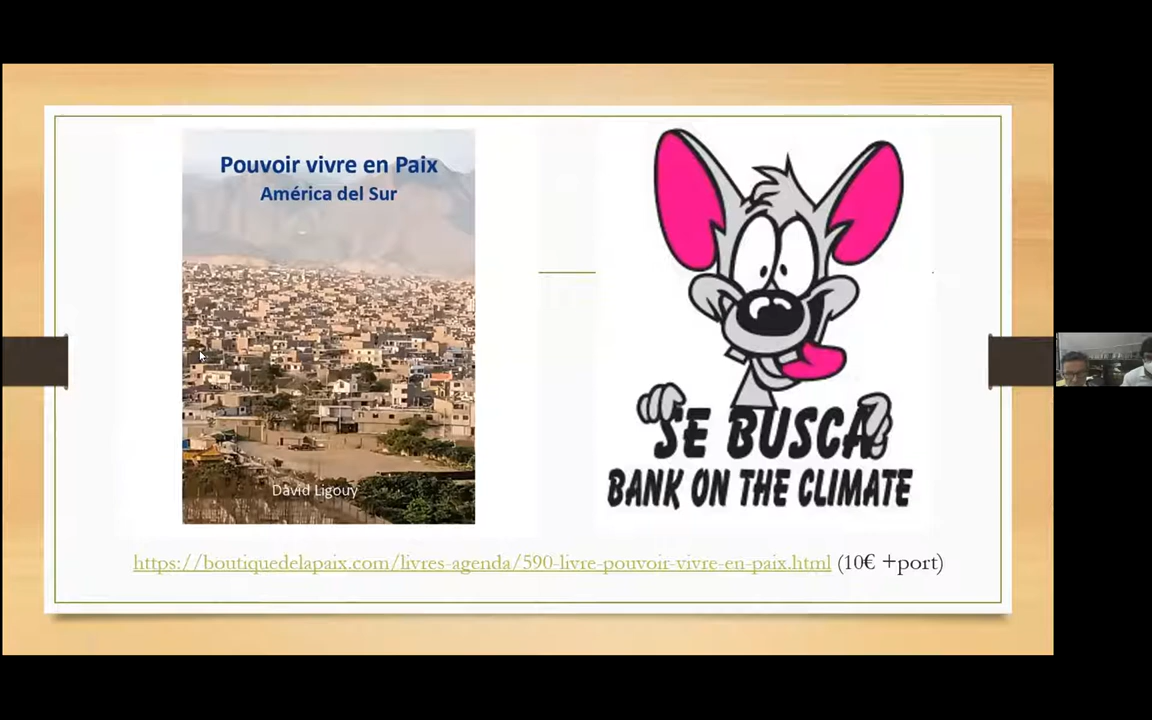 Pouvoir vivre en Paix
América del Sur
David Ligouy
SE BUSCA
BANK ON THE CLIMATE
https://boutiquedelapaix.com/livres-agenda/590-livre-pouvoir-vivre-en-paix.html (10€ +port)